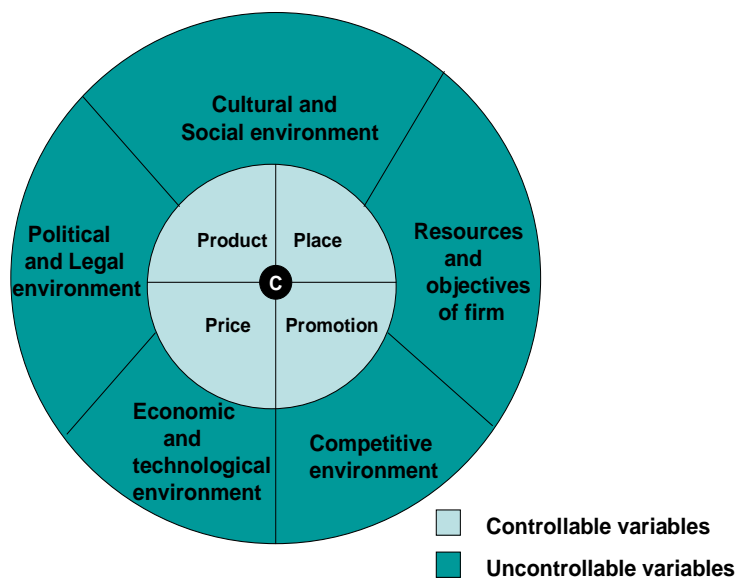 Cultural and
Social environment
Political
and Legal
environment
Resources
and
objectives
of firm
Product
Place
C
Price
Promotion
Economic
and
technological
environment
Competitive
environment
Controllable variables
Uncontrollable variables